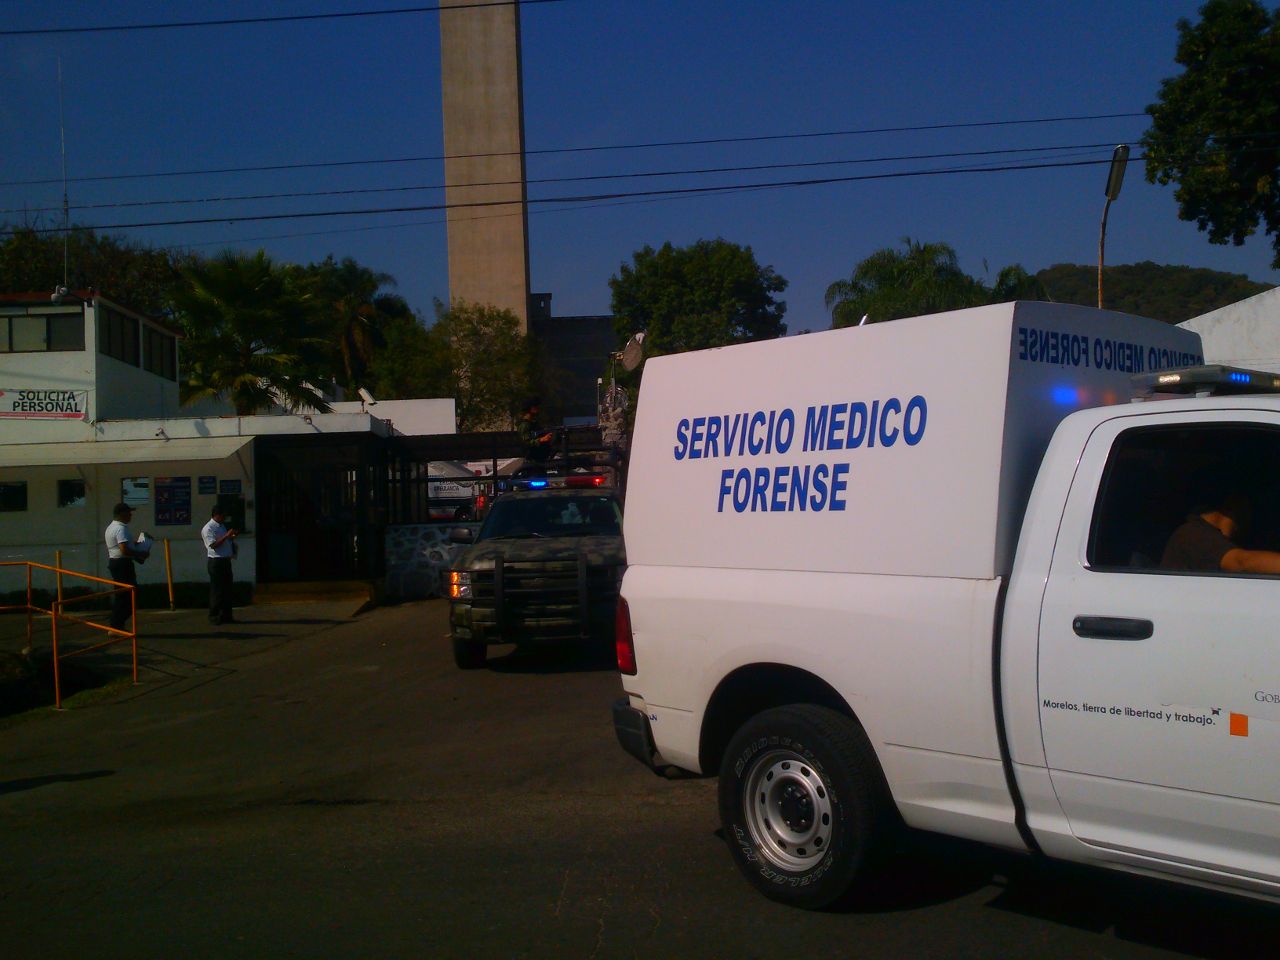 SOLICITA
PERSONAL
SERVICIO MEDICO
FORENSE
SERVICIO MEDICO FORENSE
Morelos, tierra de libertad y trabajo.